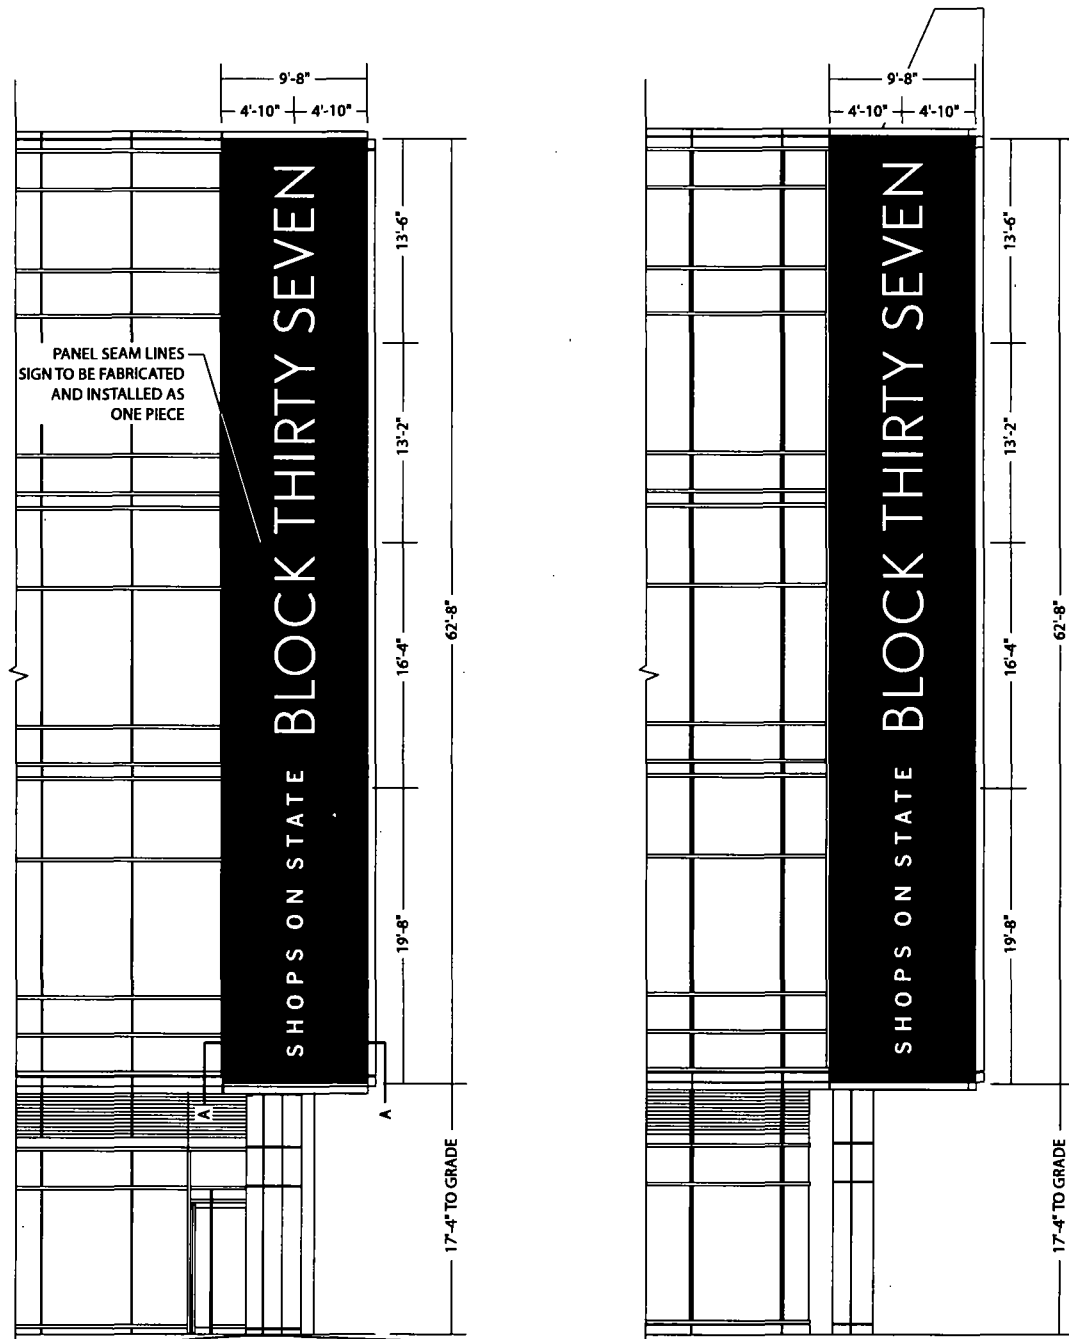 9'-8"
4'-10"
4'-10"
PANEL SEAM LINES
SIGN TO BE FABRICATED
AND INSTALLED AS
ONE PIECE
SHOPS ON STATE BLOCK THIRTY SEVEN
13'-6"
13'-2"
16'-4"
19'-8"
62'-8"
17'-4" TO GRADE
A
A
9'-8"
4'-10"
4'-10"
SHOPS ON STATE BLOCK THIRTY SEVEN
13'-6"
13'-2"
16'-4"
19'-8"
62'-8"
17'-4" TO GRADE